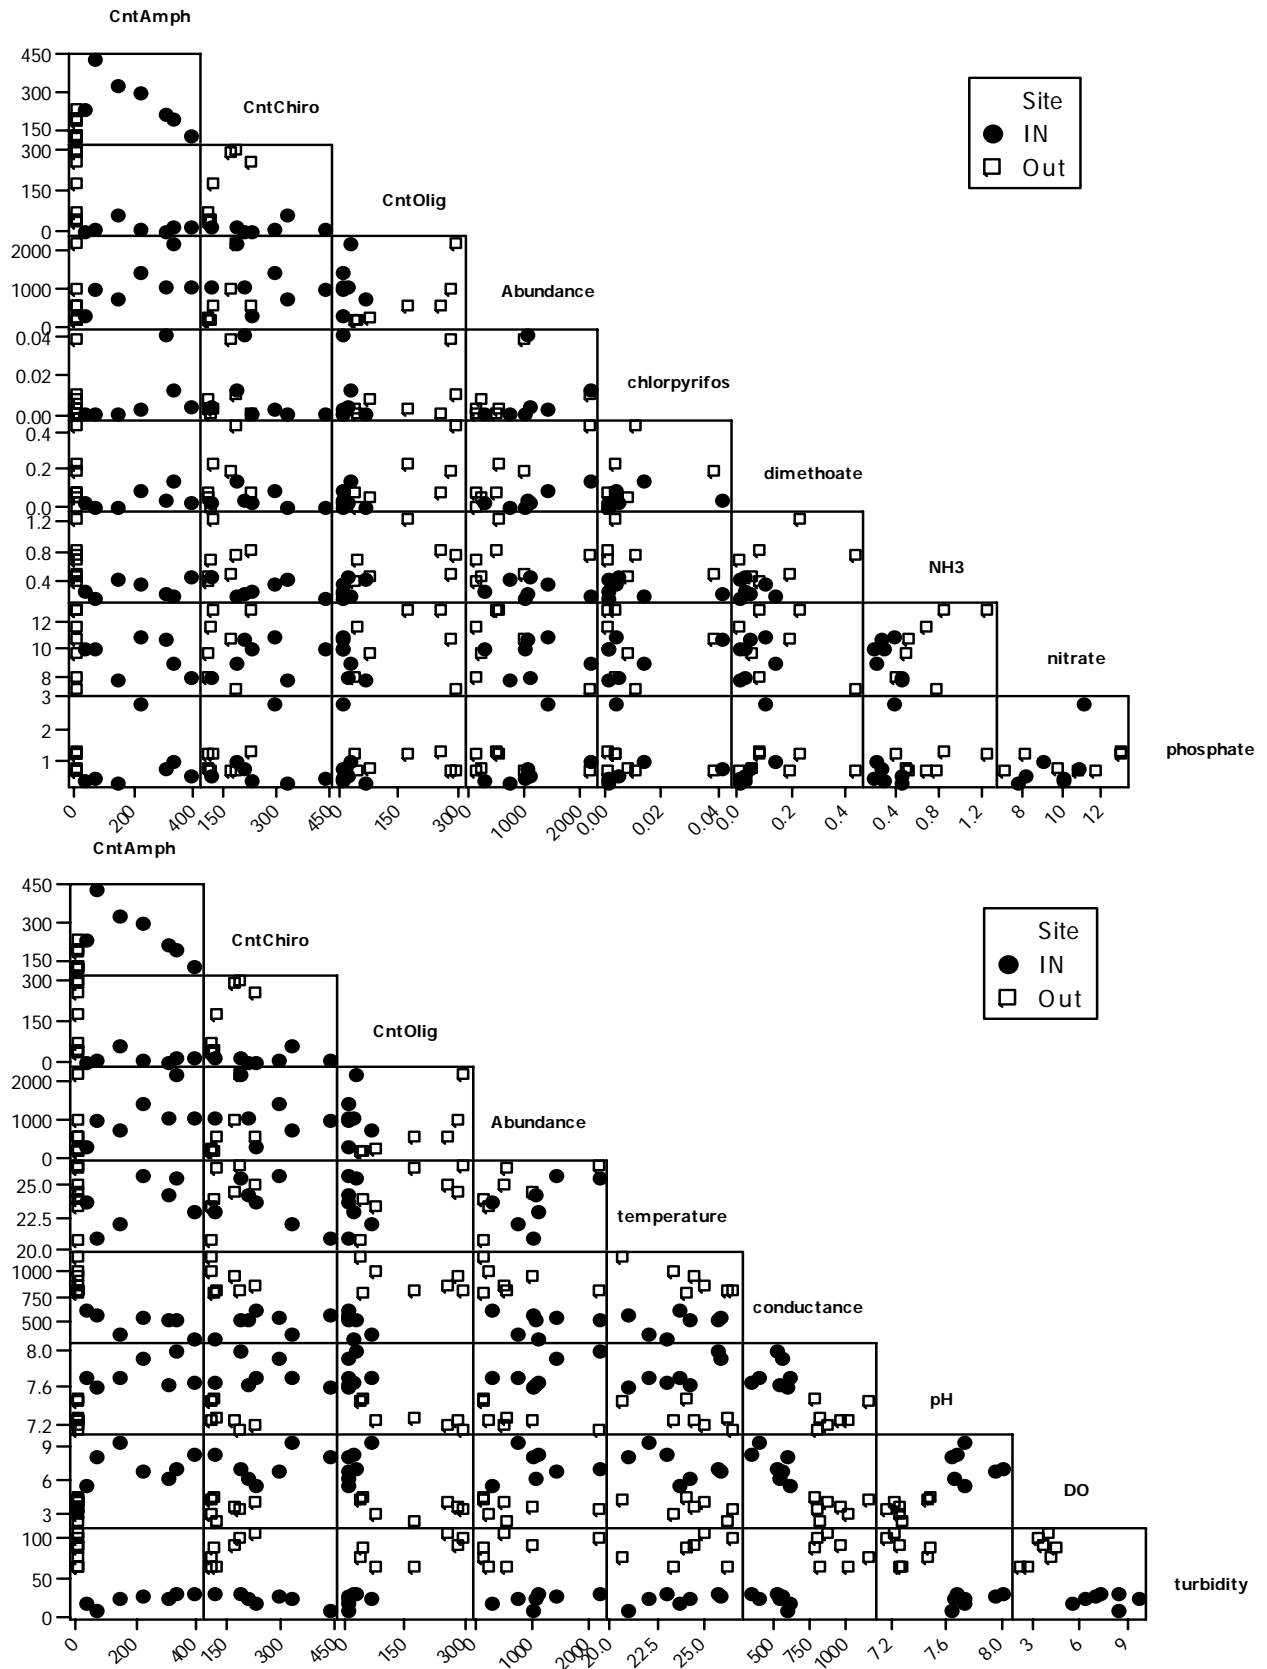 CntAmph
450
300
150
CntChiro
Site
IN
Out
300
150
0
CntOlig
2000
1000
0
Abundance
0.04
0.02
0.00
chlorpyrifos
0.4
0.2
0.0
dimethoate
1.2
0.8
0.4
NH3
12
10
8
nitrate
3
2
1
phosphate
0 200 400 150 300 450 0 150 300 0 1000 2000 0.00 0.02 0.04 0.0 0.2 0.4 0.4 0.8 1.2 8 10 12
CntAmph
450
300
150
CntChiro
Site
IN
Out
300
150
0
CntOlig
2000
1000
0
Abundance
25.0
22.5
20.0
temperature
1000
750
500
conductance
8.0
7.6
7.2
pH
9
6
3
DO
100
50
0
turbidity
0 200 400 150 300 450 0 150 300 0 1000 2000 20.0 22.5 25.0 500 750 1000 7.2 7.6 8.0 3 6 9